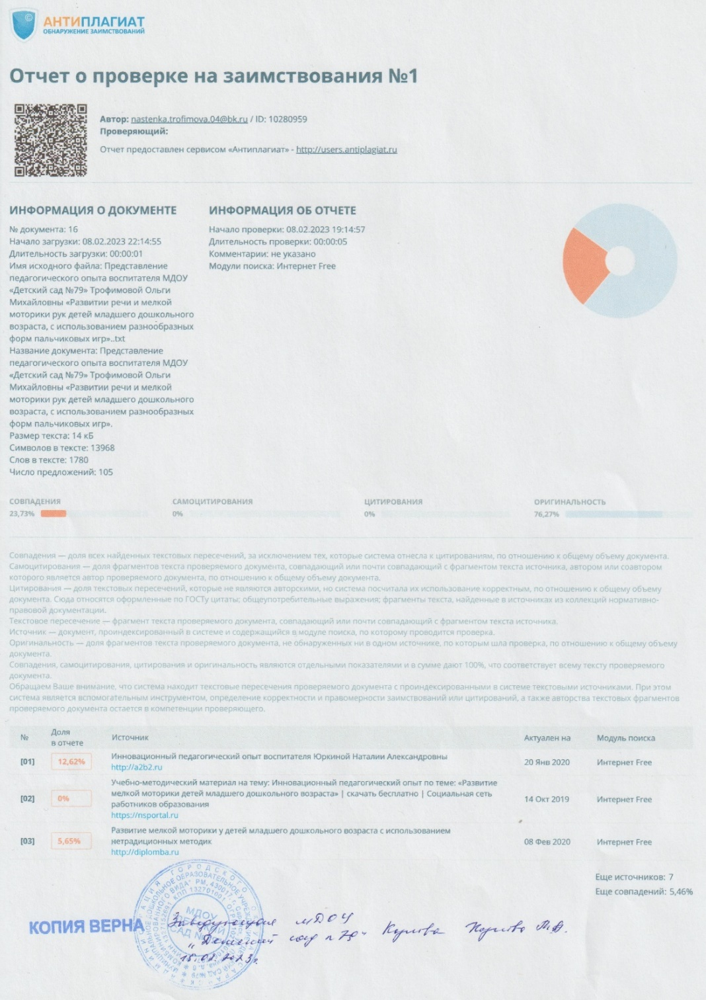 АНТИПЛАГИАТ
ОБНАРУЖЕНИЕ ЗАИМСТВОВАНИЙ
Отчет о проверке на заимствования №1
Автор: nastenka.trofimova.04@bk.ru / ID: 10280959
Проверяющий:
Отчет предоставлен сервисом «Антиплагиат» - http://users.antiplagiat.ru
ИНФОРМАЦИЯ О ДОКУМЕНТЕ
№ документа: 16
Начало загрузки: 08.02.2023 22:14:55
Длительность загрузки: 00:00:01
Имя исходного файла: Представление
педагогического опыта воспитателя МДОУ
«Детский сад №79» Трофимовой Ольги
Михайловны «Развитии речи и мелкой
моторики рук детей младшего дошкольного
возраста, с использованием разнообразных
форм пальчиковых игр»..txt
Название документа: Представление
педагогического опыта воспитателя МДОУ
«Детский сад №79» Трофимовой Ольги
Михайловны «Развитии речи и мелкой
моторики рук детей младшего дошкольного
возраста, с использованием разнообразных
форм пальчиковых игр».
Размер текста: 14 кБ
Символов в тексте: 13968
Слов в тексте: 1780
Число предложений: 105
ИНФОРМАЦИЯ ОБ ОТЧЕТЕ
Начало проверки: 08.02.2023 19:14:57
Длительность проверки: 00:00:05
Комментарии: не указано
Модули поиска: Интернет Free
СОВПАДЕНИЯ САМОЦИТИРОВАНИЯ ЦИТИРОВАНИЯ ОРИГИНАЛЬНОСТЬ
23,73% 0% 0% 76,27%
Совпадения — доля всех найденных текстовых пересечений, за исключением тех, которые система отнесла к цитированиям, по отношению к общему объему документа.
Самоцитирования — доля фрагментов текста проверяемого документа, совпадающий или почти совпадающий с фрагментом текста источника, автором или соавтором
которого является автор проверяемого документа, по отношению к общему объему документа.
Цитирования — доля текстовых пересечений, которые не являются авторскими, но система посчитала их использование корректным, по отношению к общему объему
документа. Сюда относятся оформленные по ГОСТу цитаты; общеупотребительные выражения; фрагменты текста, найденные в источниках из коллекций нормативно-
правовой документации.
Текстовое пересечение — фрагмент текста проверяемого документа, совпадающий или почти совпадающий с фрагментом текста источника.
Источник — документ, проиндексированный в системе и содержащийся в модуле поиска, по которому проводится проверка.
Оригинальность — доля фрагментов текста проверяемого документа, не обнаруженных ни в одном источнике, по которым шла проверка, по отношению к общему объему
документа.
Совпадения, самоцитирования, цитирования и оригинальность являются отдельными показателями и в сумме дают 100%, что соответствует всему тексту проверяемого
документа.
Обращаем Ваше внимание, что система находит текстовые пересечения проверяемого документа с проиндексированными в системе текстовыми источниками. При этом
система является вспомогательным инструментом, определение корректности и правомерности заимствований или цитирований, а также авторства текстовых фрагментов
проверяемого документа остается в компетенции проверяющего.
№ Доля в отчете Источник Актуален на Модуль поиска
[01] 12,62% Инновационный педагогический опыт воспитателя Юркиной Наталии Александровны 20 Янв 2020 Интернет Free
http://a2b2.ru
[02] 0% Учебно-методический материал на тему: Инновационный педагогический опыт по теме: «Развитие
мелкой моторики детей младшего дошкольного возраста» | скачать бесплатно | Социальная сеть 14 Окт 2019 Интернет Free
работников образования
https://nsportal.ru
[03] 5,65% Развитие мелкой моторики у детей младшего дошкольного возраста с использованием
нетрадиционных методик 08 Фев 2020 Интернет Free
http://diplomba.ru
Еще источников: 7
Еще совпадений: 5,46%
КОПИЯ ВЕРНА
Заведующая МДОУ
„Детский сад №79"
15.02.2023г.